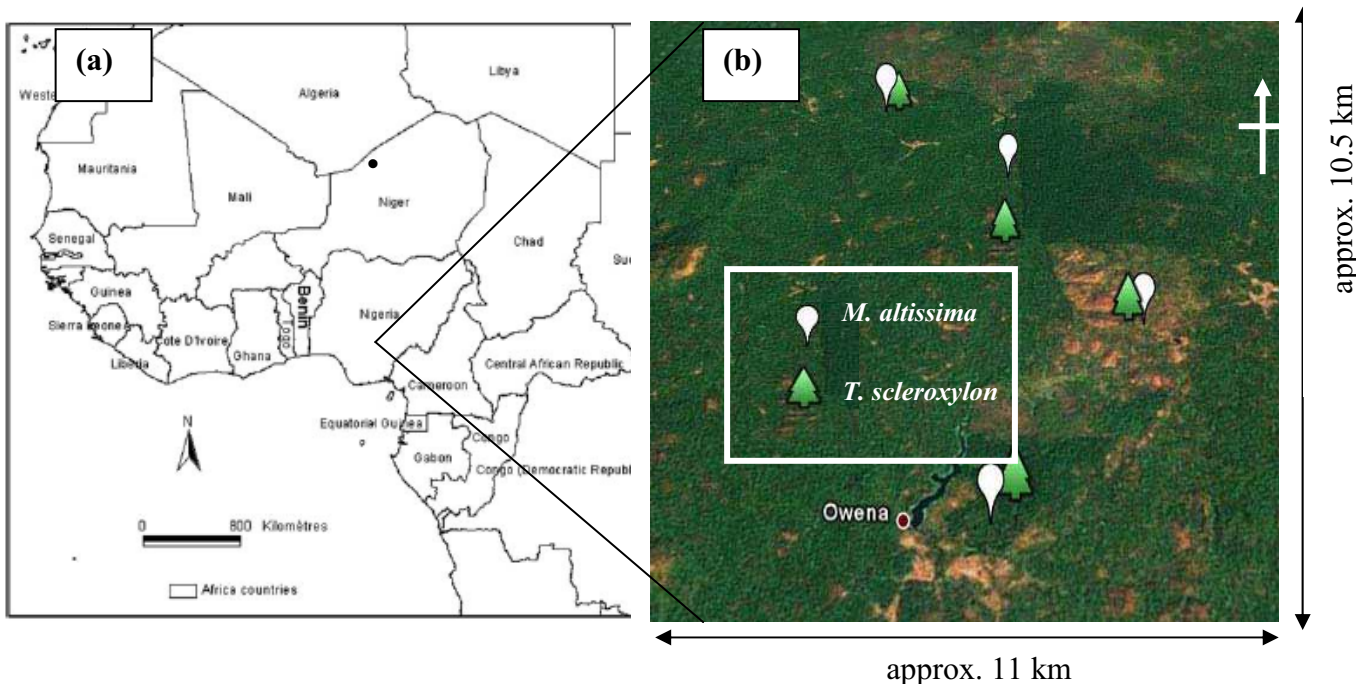 (a)
Libya
Algeria
Mauritania
Mali
Niger
Chad
Senegal
Guinea
Sierra leone
Liberia
Cote D'Ivoire
Ghana
Togo
Benin
Nigeria
Central African Republic
Cameroon
Equatorial Guinea
Congo
Gabon
Congo (Democratic Republi
N
0 800 Kilomètres
Africa countries
(b)
M. altissima
T. scleroxylon
Owena
approx. 10.5 km
approx. 11 km